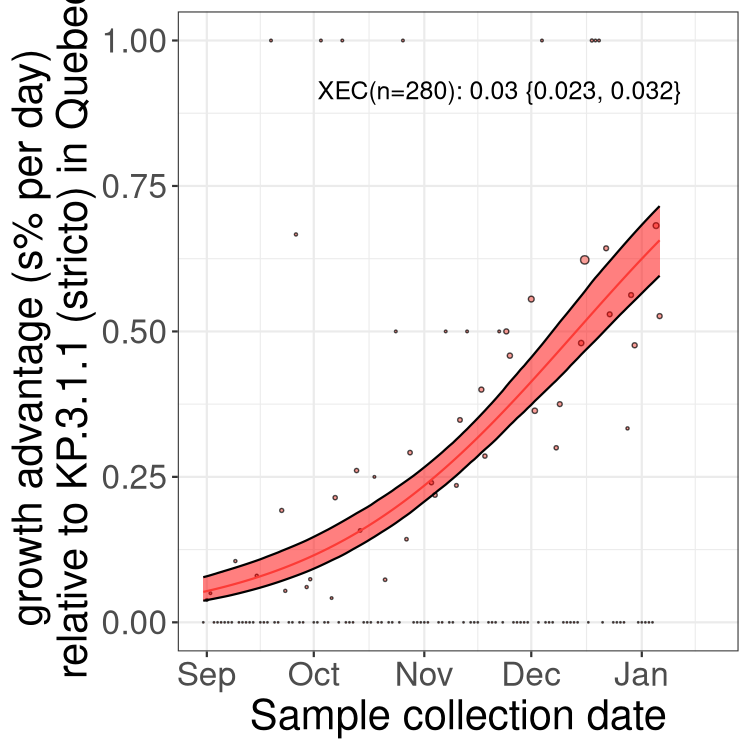 growth advantage (s% per day)
relative to KP.3.1.1 (stricto) in Quebec
1.00
XEC(n=280): 0.03 {0.023, 0.032}
0.75
0.50
0.25
0.00
Sep Oct Nov Dec Jan
Sample collection date